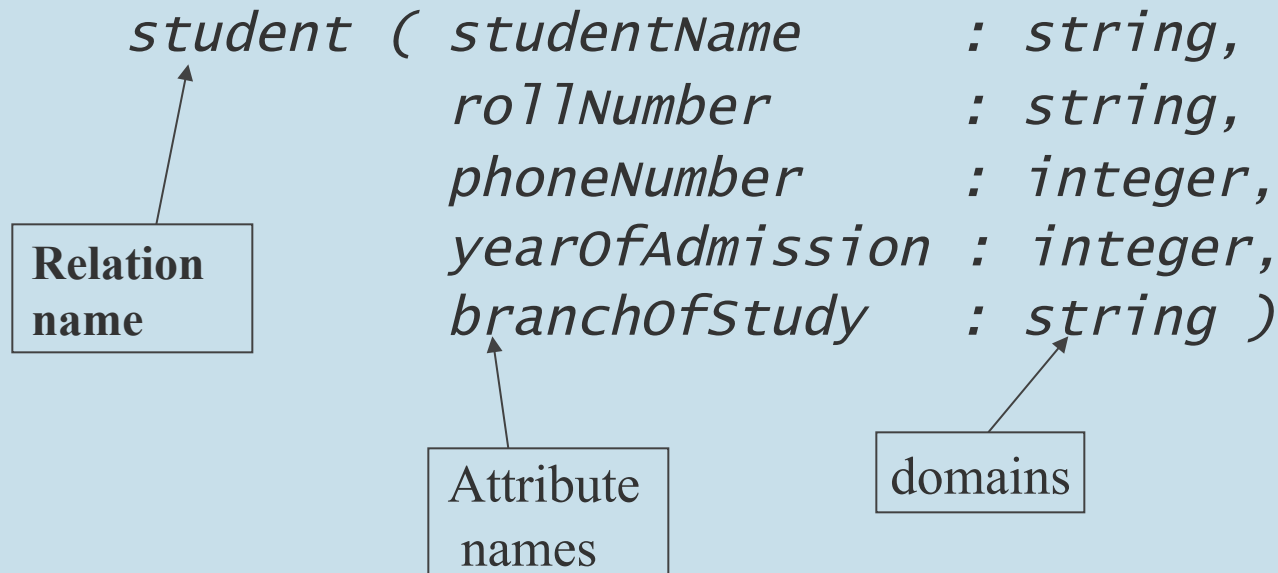 student ( studentName : string,
rollNumber : string,
phoneNumber : integer,
yearOfAdmission : integer,
branchOfStudy : string )
Relation
name
Attribute
names
domains